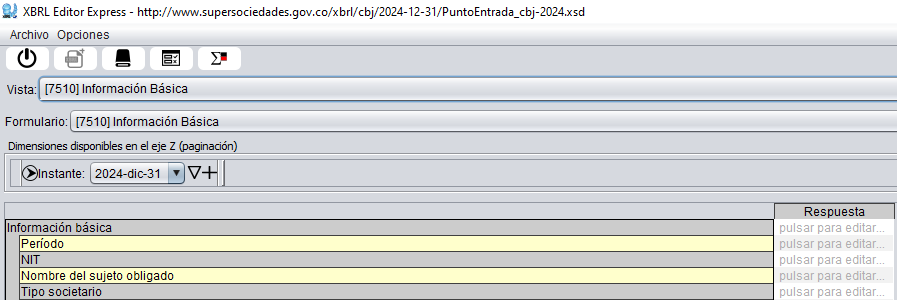 XBRL Editor Express - http://www.supersociedades.gov.co/xbrl/cbj/2024-12-31/PuntoEntrada_cbj-2024.xsd
Archivo Opciones
Vista: [7510] Información Básica
Formulario: [7510] Información Básica
Dimensiones disponibles en el eje Z (paginación)
Instante: 2024-dic-31
Respuesta
Información básica pulsar para editar...
Período pulsar para editar...
NIT pulsar para editar...
Nombre del sujeto obligado pulsar para editar...
Tipo societario pulsar para editar...